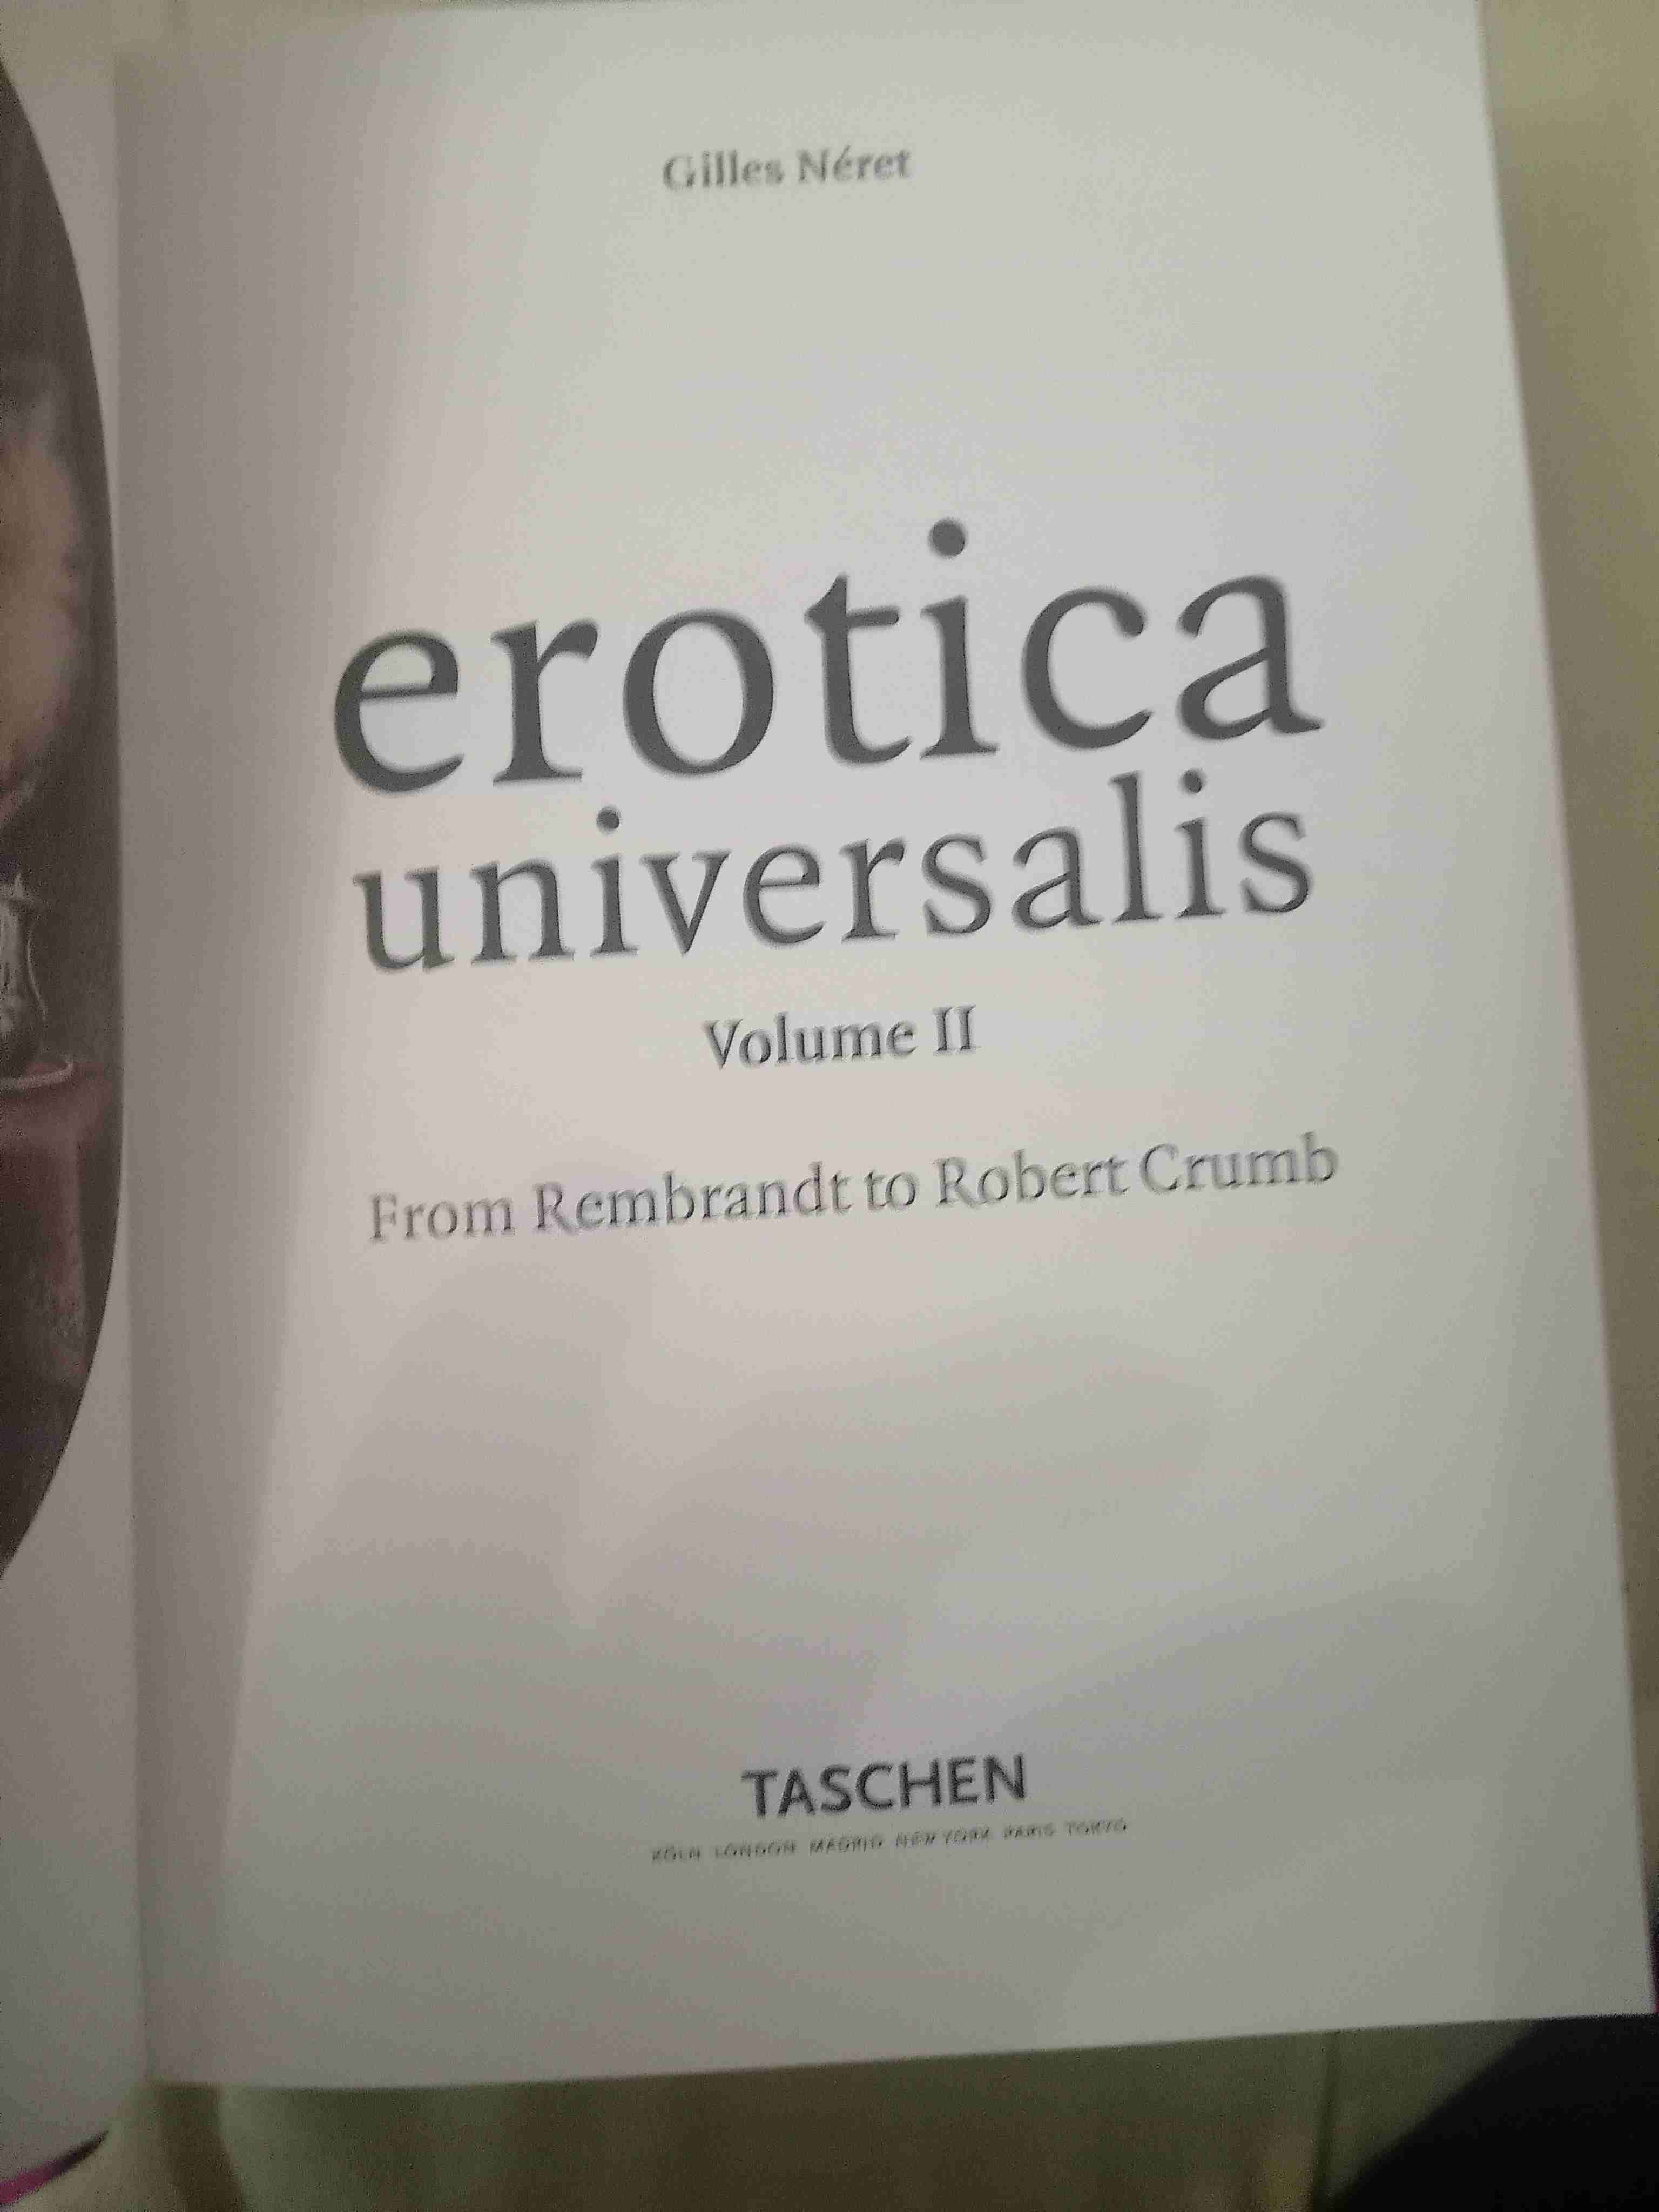 Gilles Néret
erotica
universalis
Volume II
From Rembrandt to Robert Crumb
TASCHEN
KÖLN LONDON MADRID NEW YORK PARIS TOKYO